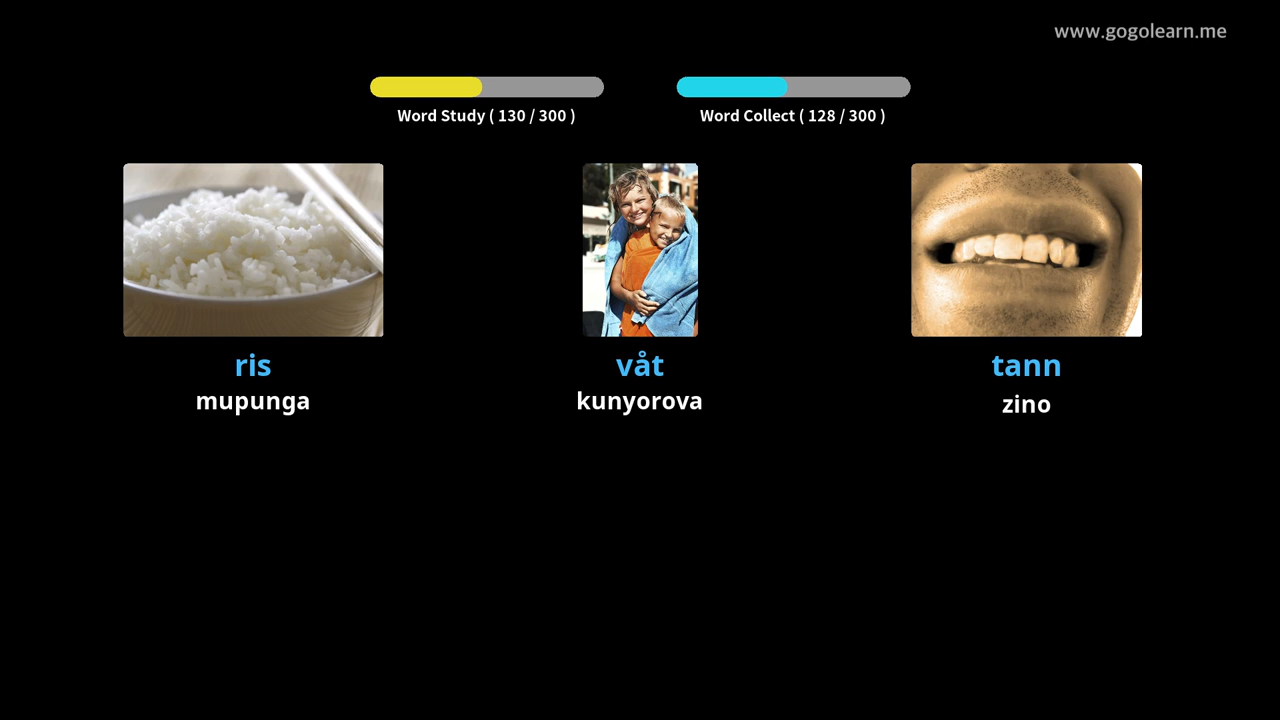 www.gogolearn.me
Word Study ( 130 / 300 )
Word Collect ( 128 / 300 )
ris
mupunga
våt
kunyorova
tann
zino